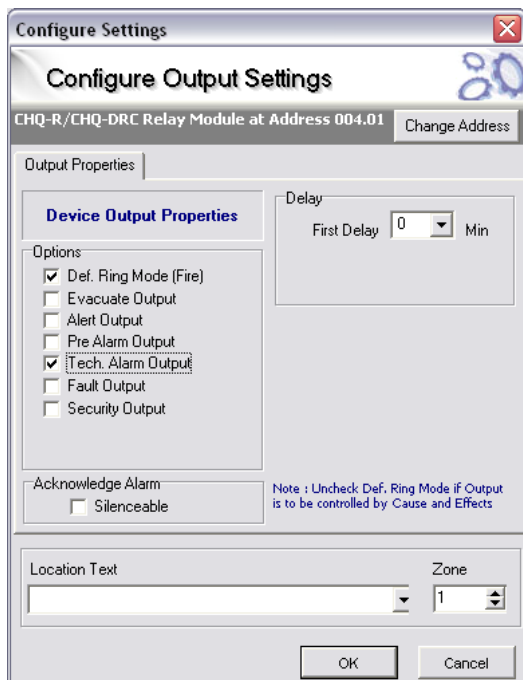 Configure Settings
Configure Output Settings
CHQ-R/CHQ-DRC Relay Module at Address 004.01
Change Address
Output Properties
Device Output Properties
Options
Def. Ring Mode (Fire)
Evacuate Output
Alert Output
Pre Alarm Output
Tech. Alarm Output
Fault Output
Security Output
Acknowledge Alarm
Silenceable
Delay
First Delay 0 Min
Note : Uncheck Def. Ring Mode if Output
is to be controlled by Cause and Effects
Location Text
Zone
1
OK
Cancel